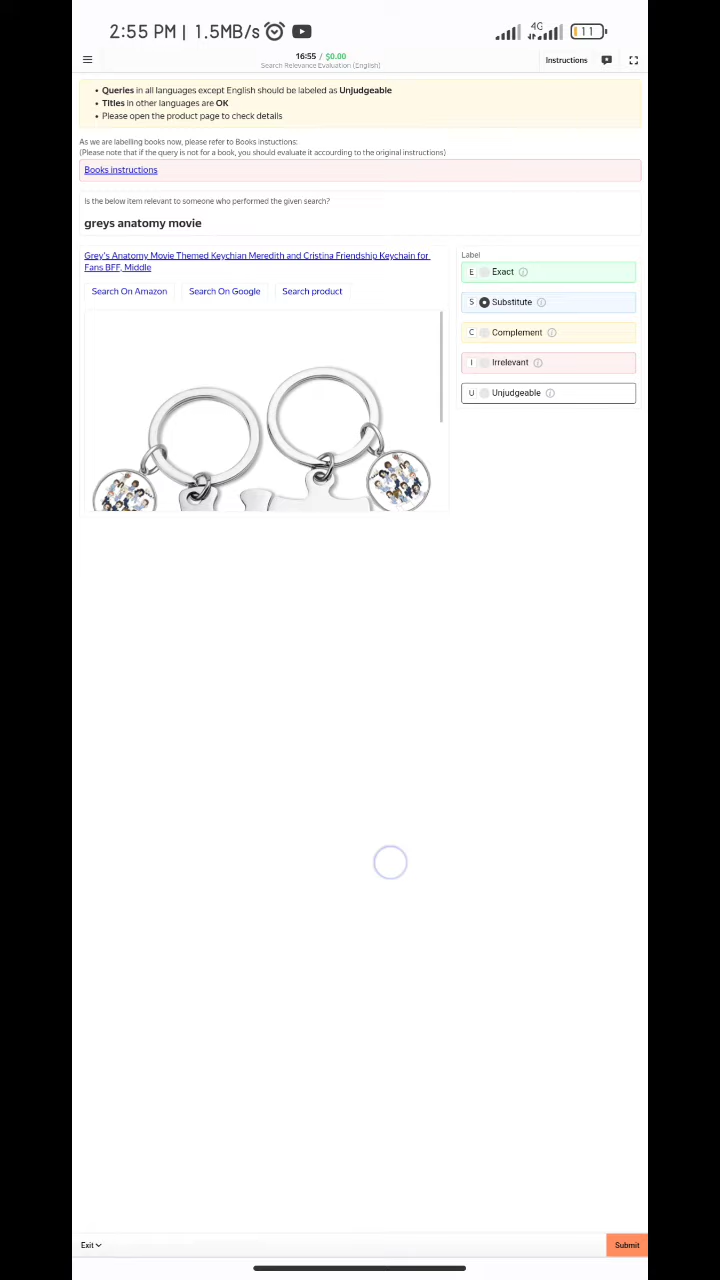 2:55 PM | 1.5MB/s
4G
11
16:55 / $0.00
Search Relevance Evaluation (English)
Instructions
• Queries in all languages except English should be labeled as Unjudgeable
• Titles in other languages are OK
• Please open the product page to check details
As we are labelling books now, please refer to Books instuctions:
(Please note that if the query is not for a book, you should evaluate it accourding to the original instructions)
Books instructions
Is the below item relevant to someone who performed the given search?
greys anatomy movie
Grey's Anatomy Movie Themed Keychian Meredith and Cristina Friendship Keychain for
Fans BFF, Middle
Search On Amazon
Search On Google
Search product
Label
E Exact
S Substitute
C Complement
I Irrelevant
U Unjudgeable
Exit
Submit